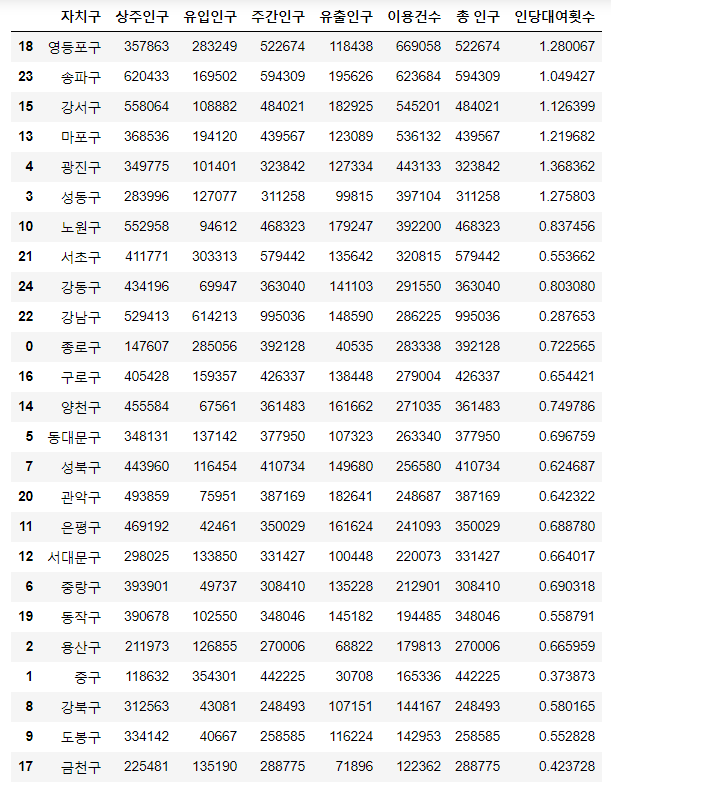 자치구 상주인구 유입인구 주간인구 유출인구 이용건수 총 인구 인당대여횟수
18 영등포구 357863 283249 522674 118438 669058 522674 1.280067
23 송파구 620433 169502 594309 195626 623684 594309 1.049427
15 강서구 558064 108882 484021 182925 545201 484021 1.126399
13 마포구 368536 194120 439567 123089 536132 439567 1.219682
4 광진구 349775 101401 323842 127334 443133 323842 1.368362
3 성동구 283996 127077 311258 99815 397104 311258 1.275803
10 노원구 552958 94612 468323 179247 392200 468323 0.837456
21 서초구 411771 303313 579442 135642 320815 579442 0.553662
24 강동구 434196 69947 363040 141103 291550 363040 0.803080
22 강남구 529413 614213 995036 148590 286225 995036 0.287653
0 종로구 147607 285056 392128 40535 283338 392128 0.722565
16 구로구 405428 159357 426337 138448 279004 426337 0.654421
14 양천구 455584 67561 361483 161662 271035 361483 0.749786
5 동대문구 348131 137142 377950 107323 263340 377950 0.696759
7 성북구 443960 116454 410734 149680 256580 410734 0.624687
20 관악구 493859 75951 387169 182641 248687 387169 0.642322
11 은평구 469192 42461 350029 161624 241093 350029 0.688780
12 서대문구 298025 133850 331427 100448 220073 331427 0.664017
6 중랑구 393901 49737 308410 135228 212901 308410 0.690318
19 동작구 390678 102550 348046 145182 194485 348046 0.558791
2 용산구 211973 126855 270006 68822 179813 270006 0.665959
1 중구 118632 354301 442225 30708 165336 442225 0.373873
8 강북구 312563 43081 248493 107151 144167 248493 0.580165
9 도봉구 334142 40667 258585 116224 142953 258585 0.552828
17 금천구 225481 135190 288775 71896 122362 288775 0.423728